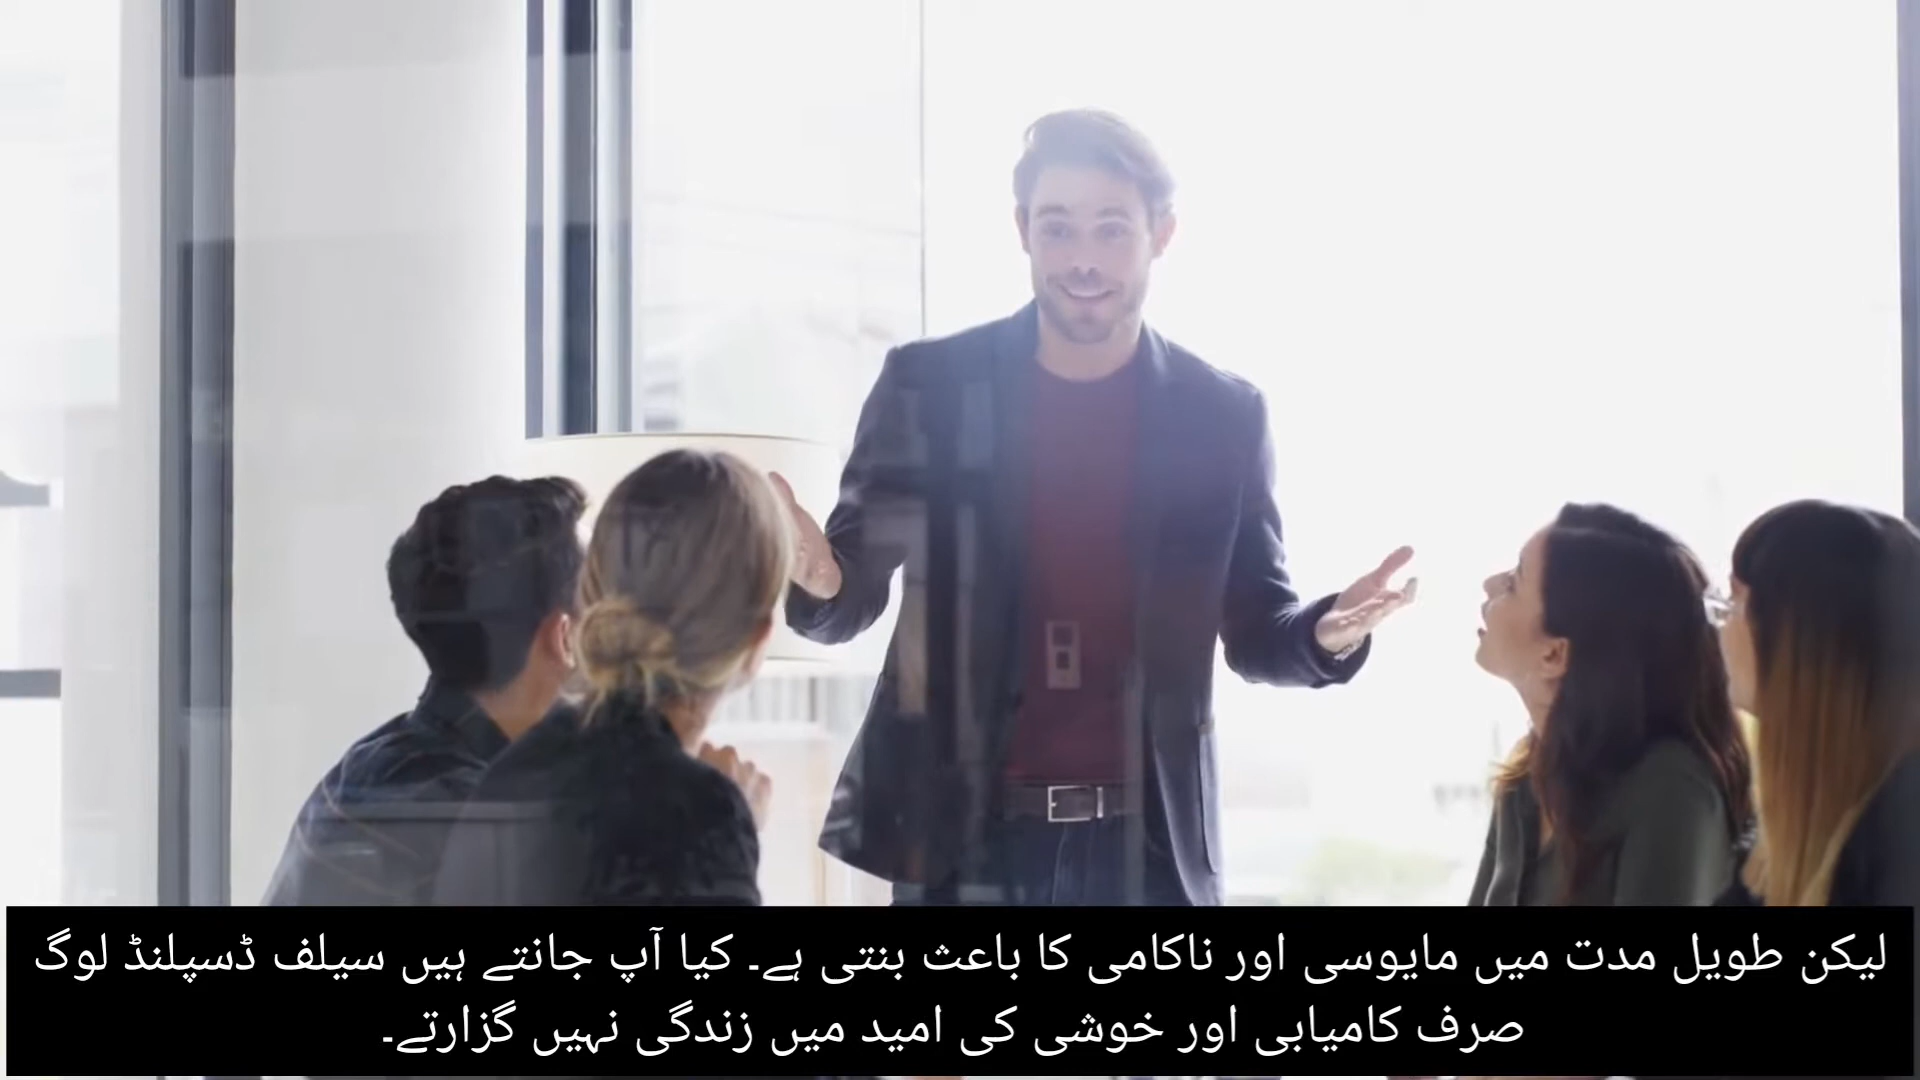 لیکن طویل مدت میں مایوسی اور ناکامی کا باعث بنتی ہے۔ کیا آپ جانتے ہیں سیلف ڈسپلنڈ لوگ
صرف کامیابی اور خوشی کی امید میں زندگی نہیں گزارتے۔